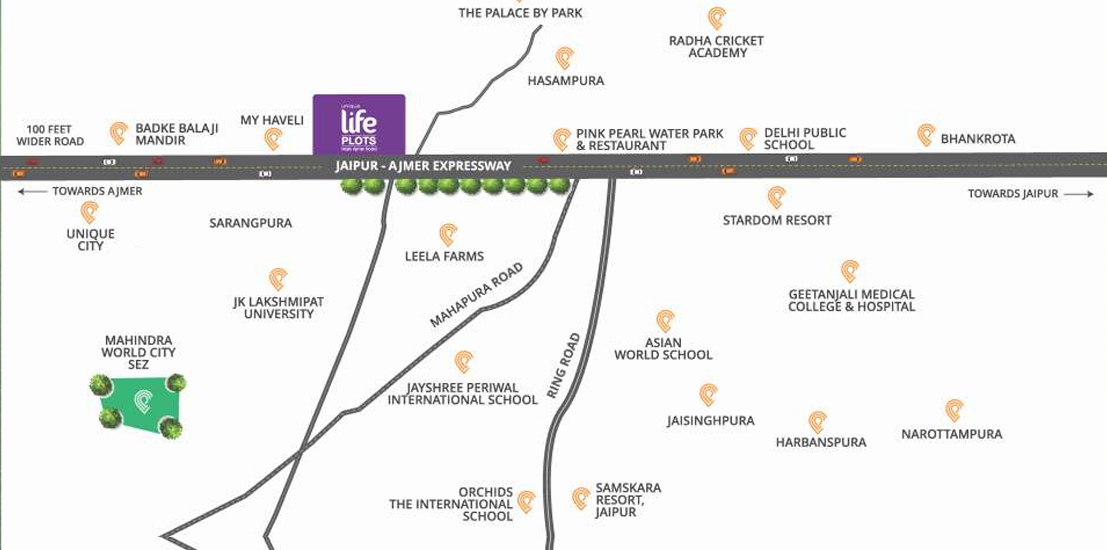 THE PALACE BY PARK
RADHA CRICKET
ACADEMY
HASAMPURA
100 FEET
WIDER ROAD
BADKE BALAJI
MANDIR
MY HAVELI
life
PLOTS
PINK PEARL WATER PARK
& RESTAURANT
DELHI PUBLIC
SCHOOL
BHANKROTA
JAIPUR - AJMER EXPRESSWAY
TOWARDS AJMER
TOWARDS JAIPUR
UNIQUE
CITY
SARANGPURA
LEELA FARMS
STARDOM RESORT
JK LAKSHMIPAT
UNIVERSITY
MAHAPURA ROAD
GEETANJALI MEDICAL
COLLEGE & HOSPITAL
MAHINDRA
WORLD CITY
SEZ
ASIAN
WORLD SCHOOL
RING ROAD
JAYSHREE PERIWAL
INTERNATIONAL SCHOOL
JAISINGHPURA
HARBANSPURA
NAROTTAMPURA
ORCHIDS
THE INTERNATIONAL
SCHOOL
SAMSKARA
RESORT,
JAIPUR